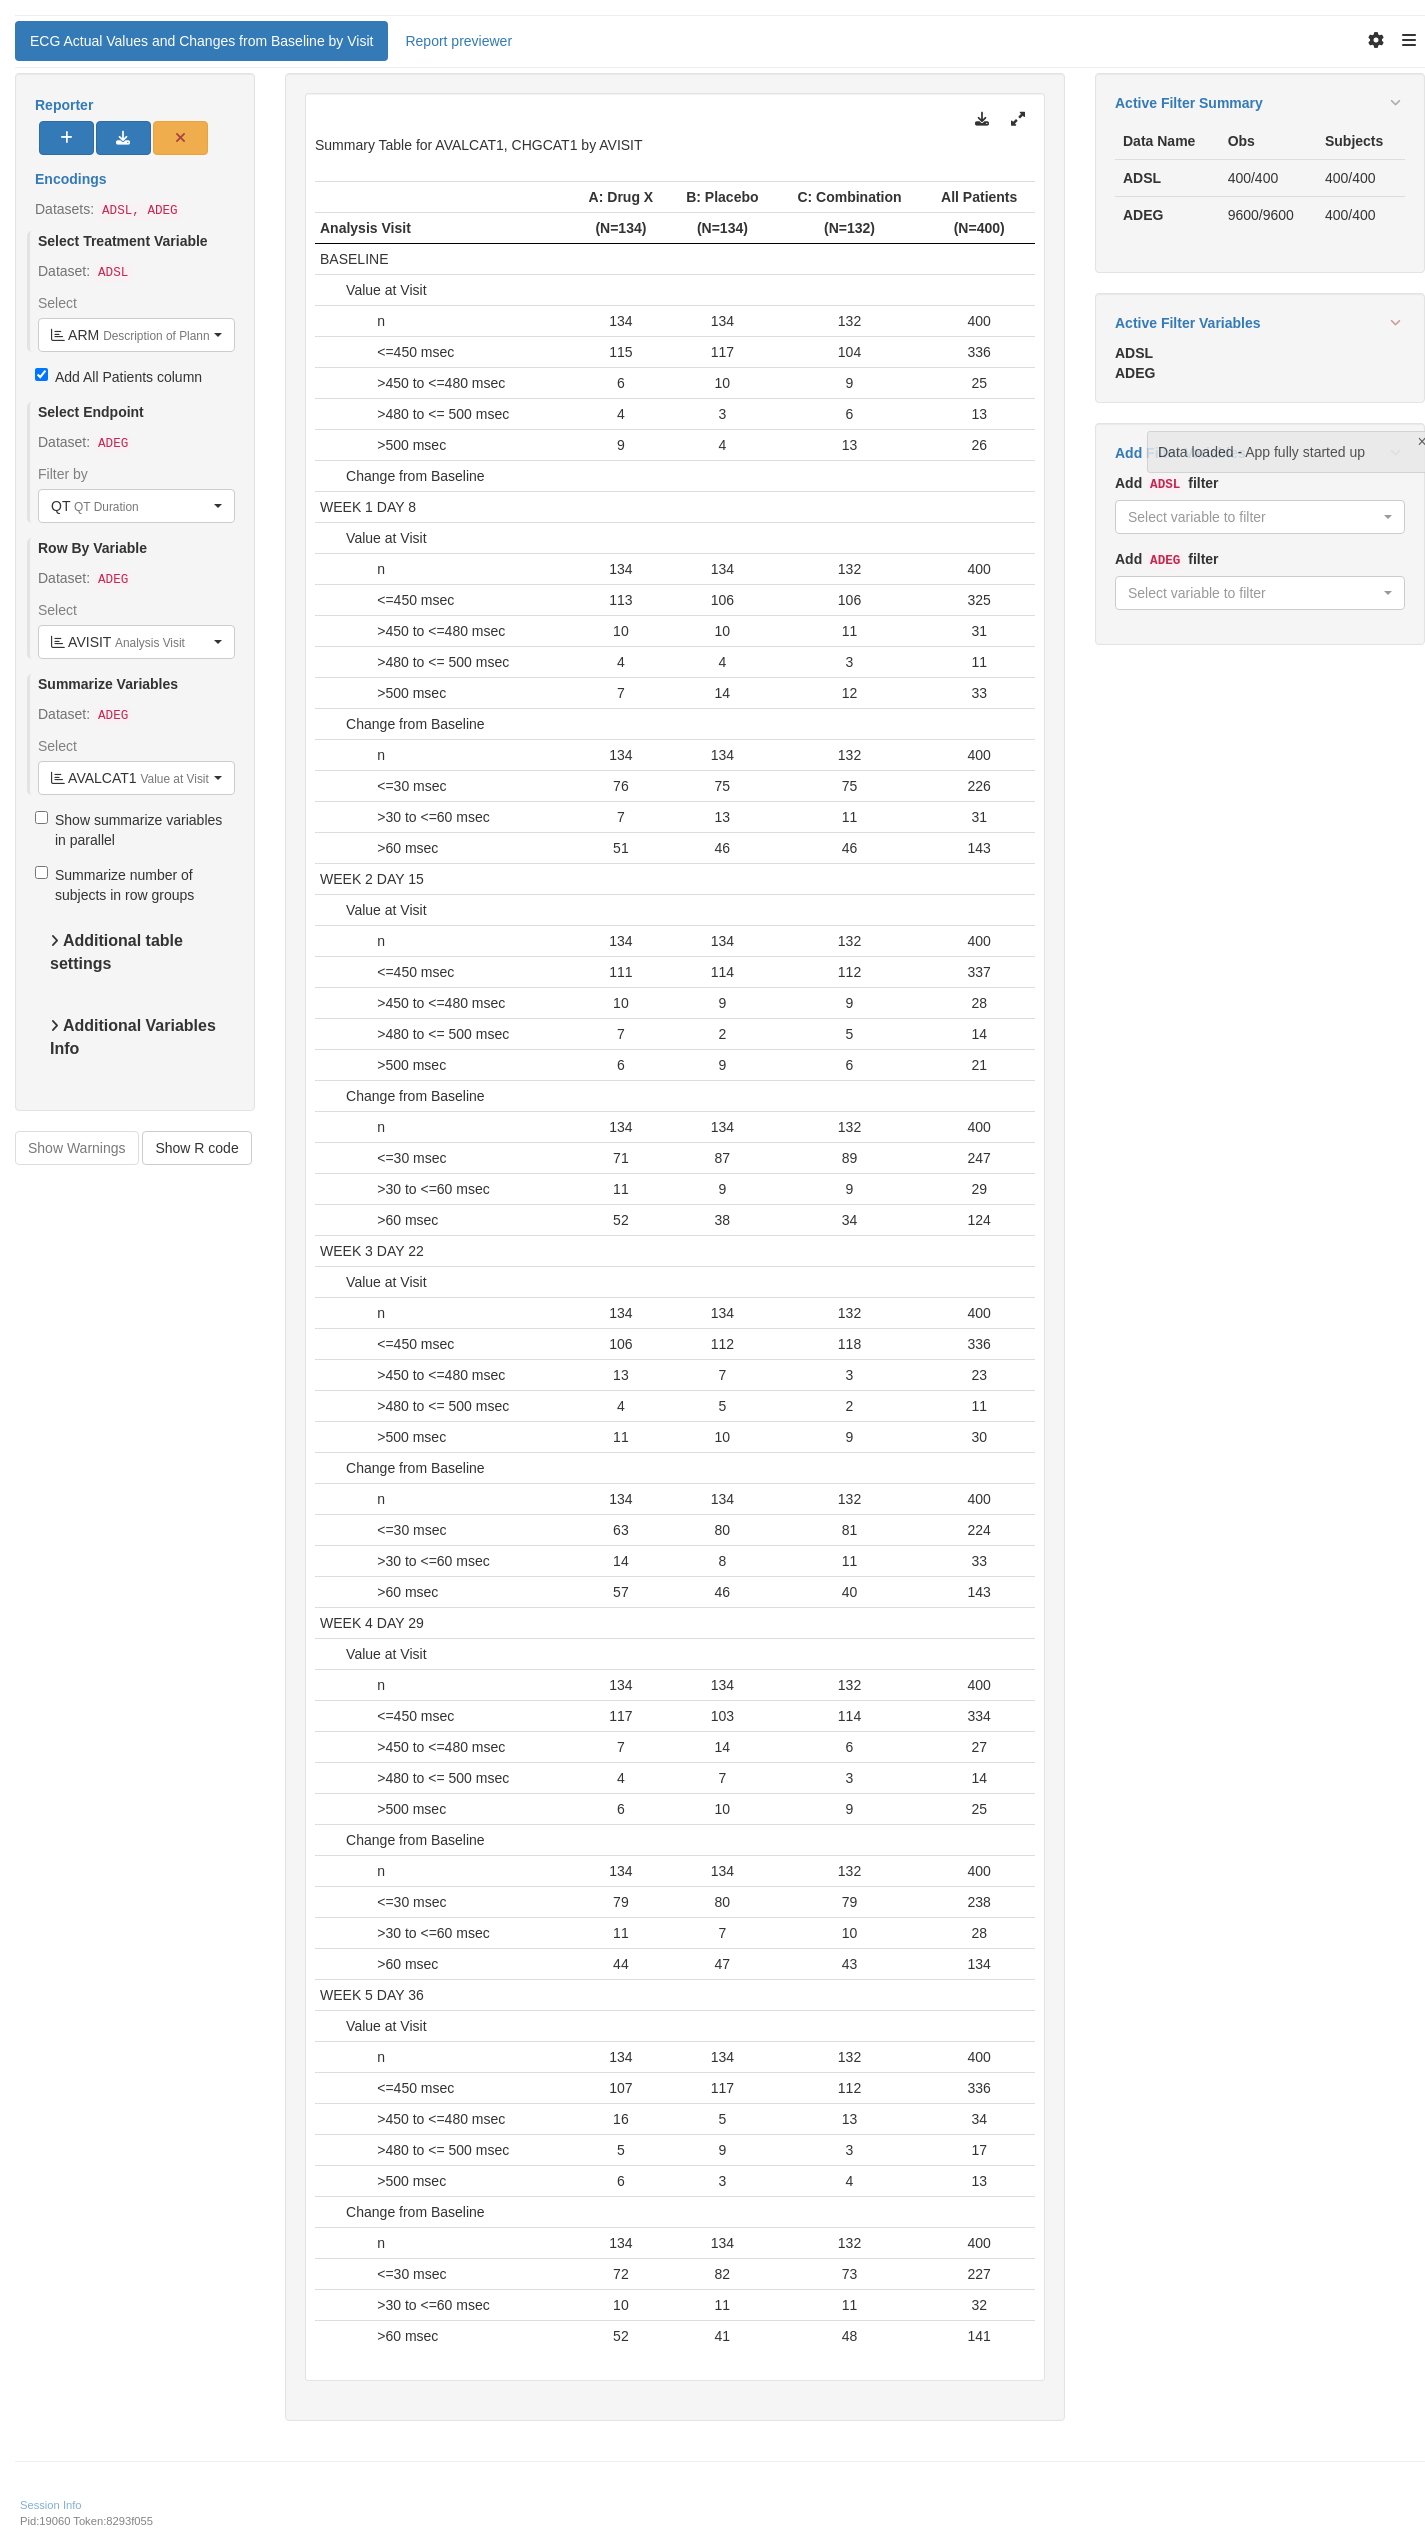 ECG Actual Values and Changes from Baseline by Visit
Report previewer
Reporter
Encodings
Datasets: ADSL, ADEG
Select Treatment Variable
Dataset: ADSL
Select
ARM Description of Plann
Add All Patients column
Select Endpoint
Dataset: ADEG
Filter by
QT QT Duration
Row By Variable
Dataset: ADEG
Select
AVISIT Analysis Visit
Summarize Variables
Dataset: ADEG
Select
AVALCAT1 Value at Visit
Show summarize variables
in parallel
Summarize number of
subjects in row groups
Additional table
settings
Additional Variables
Info
Show Warnings
Show R code
Summary Table for AVALCAT1, CHGCAT1 by AVISIT
A: Drug X B: Placebo C: Combination All Patients
Analysis Visit (N=134) (N=134) (N=132) (N=400)
BASELINE
Value at Visit
n 134 134 132 400
<=450 msec 115 117 104 336
>450 to <=480 msec 6 10 9 25
>480 to <= 500 msec 4 3 6 13
>500 msec 9 4 13 26
Change from Baseline
WEEK 1 DAY 8
Value at Visit
n 134 134 132 400
<=450 msec 113 106 106 325
>450 to <=480 msec 10 10 11 31
>480 to <= 500 msec 4 4 3 11
>500 msec 7 14 12 33
Change from Baseline
n 134 134 132 400
<=30 msec 76 75 75 226
>30 to <=60 msec 7 13 11 31
>60 msec 51 46 46 143
WEEK 2 DAY 15
Value at Visit
n 134 134 132 400
<=450 msec 111 114 112 337
>450 to <=480 msec 10 9 9 28
>480 to <= 500 msec 7 2 5 14
>500 msec 6 9 6 21
Change from Baseline
n 134 134 132 400
<=30 msec 71 87 89 247
>30 to <=60 msec 11 9 9 29
>60 msec 52 38 34 124
WEEK 3 DAY 22
Value at Visit
n 134 134 132 400
<=450 msec 106 112 118 336
>450 to <=480 msec 13 7 3 23
>480 to <= 500 msec 4 5 2 11
>500 msec 11 10 9 30
Change from Baseline
n 134 134 132 400
<=30 msec 63 80 81 224
>30 to <=60 msec 14 8 11 33
>60 msec 57 46 40 143
WEEK 4 DAY 29
Value at Visit
n 134 134 132 400
<=450 msec 117 103 114 334
>450 to <=480 msec 7 14 6 27
>480 to <= 500 msec 4 7 3 14
>500 msec 6 10 9 25
Change from Baseline
n 134 134 132 400
<=30 msec 79 80 79 238
>30 to <=60 msec 11 7 10 28
>60 msec 44 47 43 134
WEEK 5 DAY 36
Value at Visit
n 134 134 132 400
<=450 msec 107 117 112 336
>450 to <=480 msec 16 5 13 34
>480 to <= 500 msec 5 9 3 17
>500 msec 6 3 4 13
Change from Baseline
n 134 134 132 400
<=30 msec 72 82 73 227
>30 to <=60 msec 10 11 11 32
>60 msec 52 41 48 141
Active Filter Summary
Data Name Obs Subjects
ADSL 400/400 400/400
ADEG 9600/9600 400/400
Active Filter Variables
ADSL
ADEG
Add
Data loaded - App fully started up
×
Add ADSL filter
Select variable to filter
Add ADEG filter
Select variable to filter
Session Info
Pid:19060 Token:8293f055